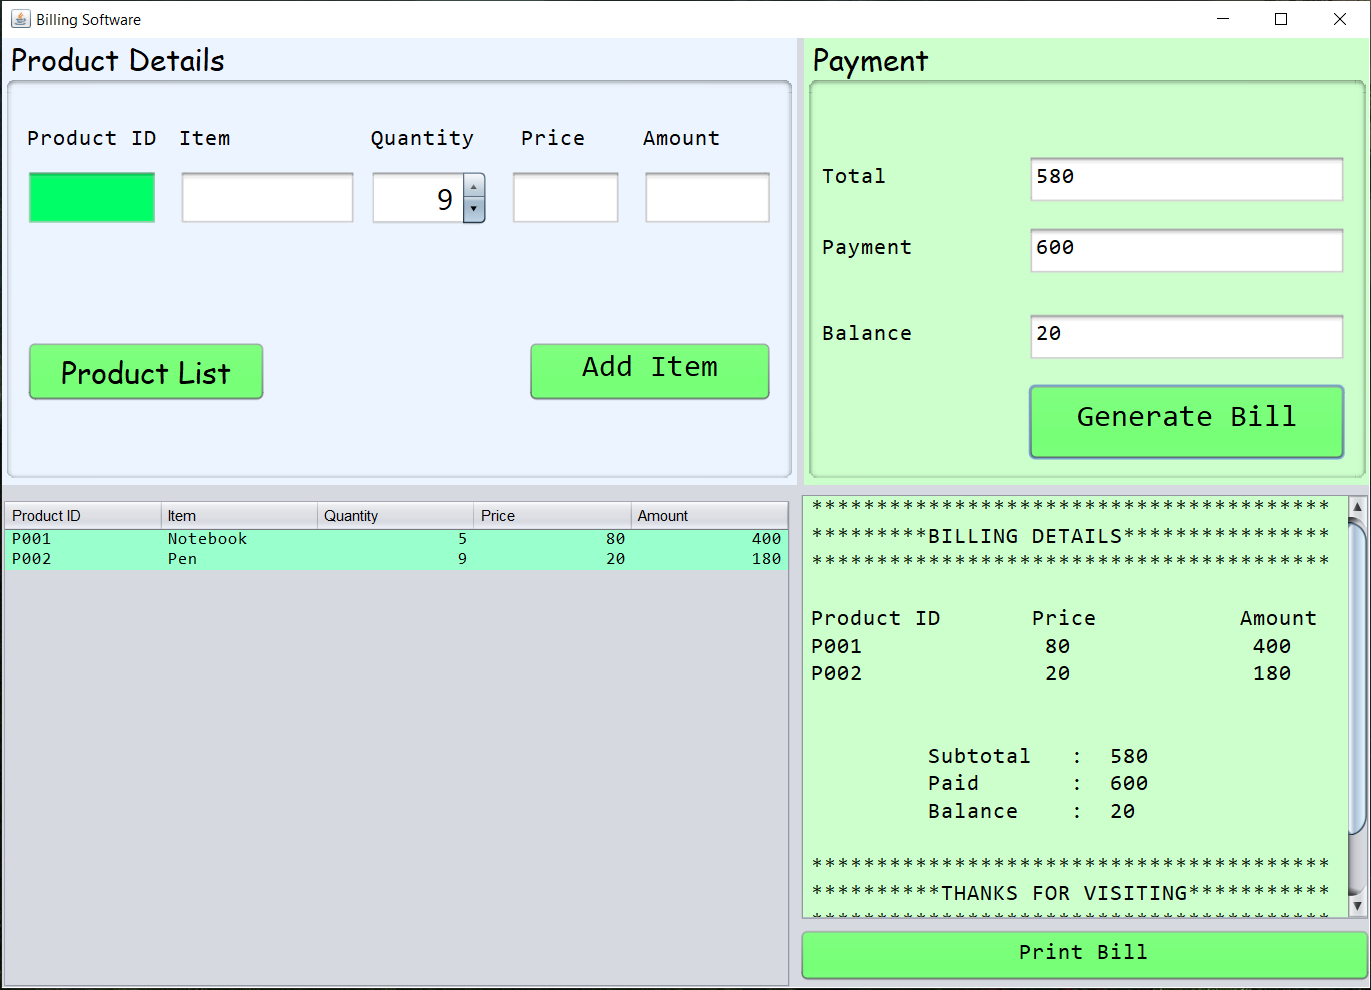 Billing Software
Product Details
Product ID Item Quantity Price Amount
9
Product List Add Item
Payment
Total 580
Payment 600
Balance 20
Generate Bill
Product ID Item Quantity Price Amount
P001 Notebook 5 80 400
P002 Pen 9 20 180
****************************************
*********BILLING DETAILS****************
****************************************
Product ID Price Amount
P001 80 400
P002 20 180
Subtotal : 580
Paid : 600
Balance : 20
****************************************
**********THANKS FOR VISITING***********
****************************************
Print Bill